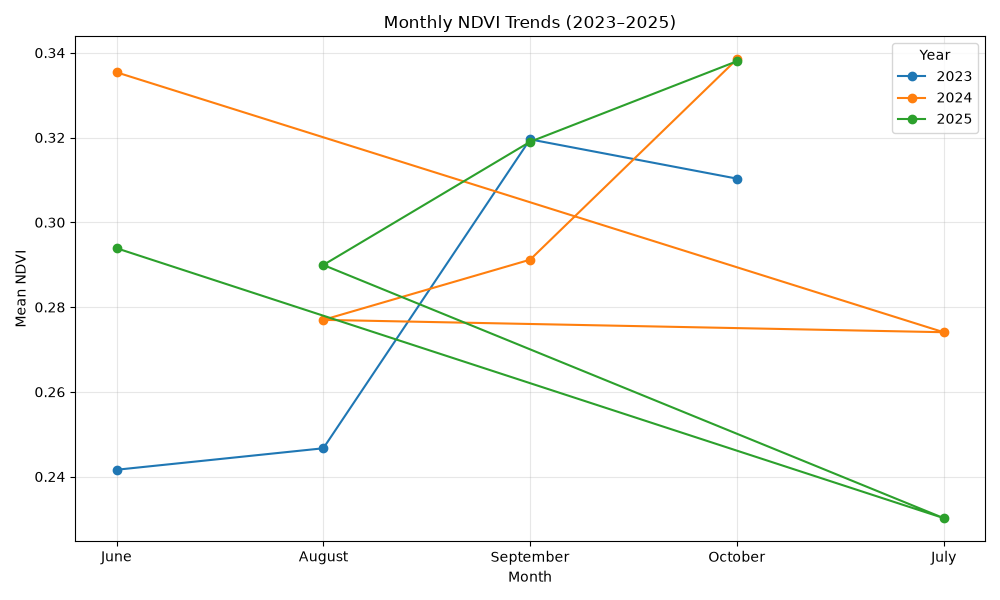 Monthly NDVI Trends (2023–2025)
Year
2023
2024
2025
Mean NDVI
0.34
0.32
0.30
0.28
0.26
0.24
June August September October July
Month